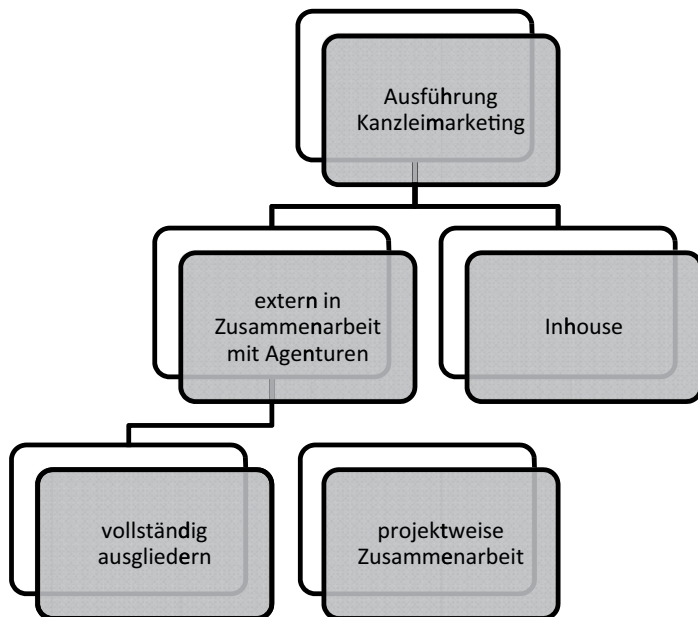 Ausführung
Kanzleimarketing
extern in
Zusammenarbeit
mit Agenturen
Inhouse
vollständig
ausgliedern
projektweise
Zusammenarbeit